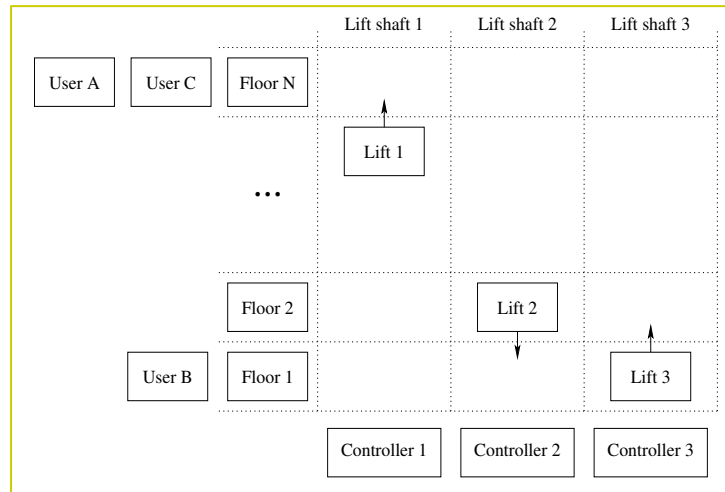 Lift shaft 1 Lift shaft 2 Lift shaft 3
User A User C Floor N
Lift 1
...
Floor 2 Lift 2
User B Floor 1 Lift 3
Controller 1 Controller 2 Controller 3